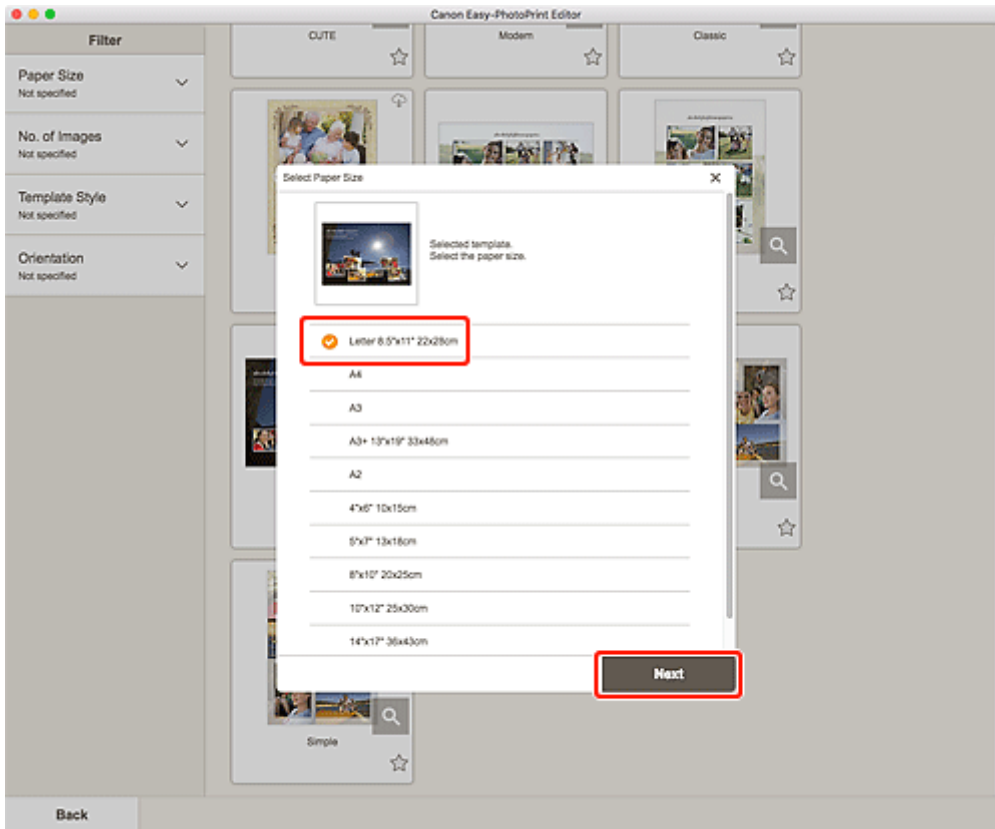 Canon Easy-PhotoPrint Editor
Filter
Paper Size
Not specified
No. of Images
Not specified
Template Style
Not specified
Orientation
Not specified
CUTE
Modern
Classic
Select Paper Size
Selected template.
Select the paper size.
Letter 8.5"x11" 22x28cm
A4
A3
A3+ 13"x19" 33x48cm
A2
4"x6" 10x15cm
5"x7" 13x18cm
8"x10" 20x25cm
10"x12" 25x30cm
14"x17" 36x43cm
Next
Simple
Back